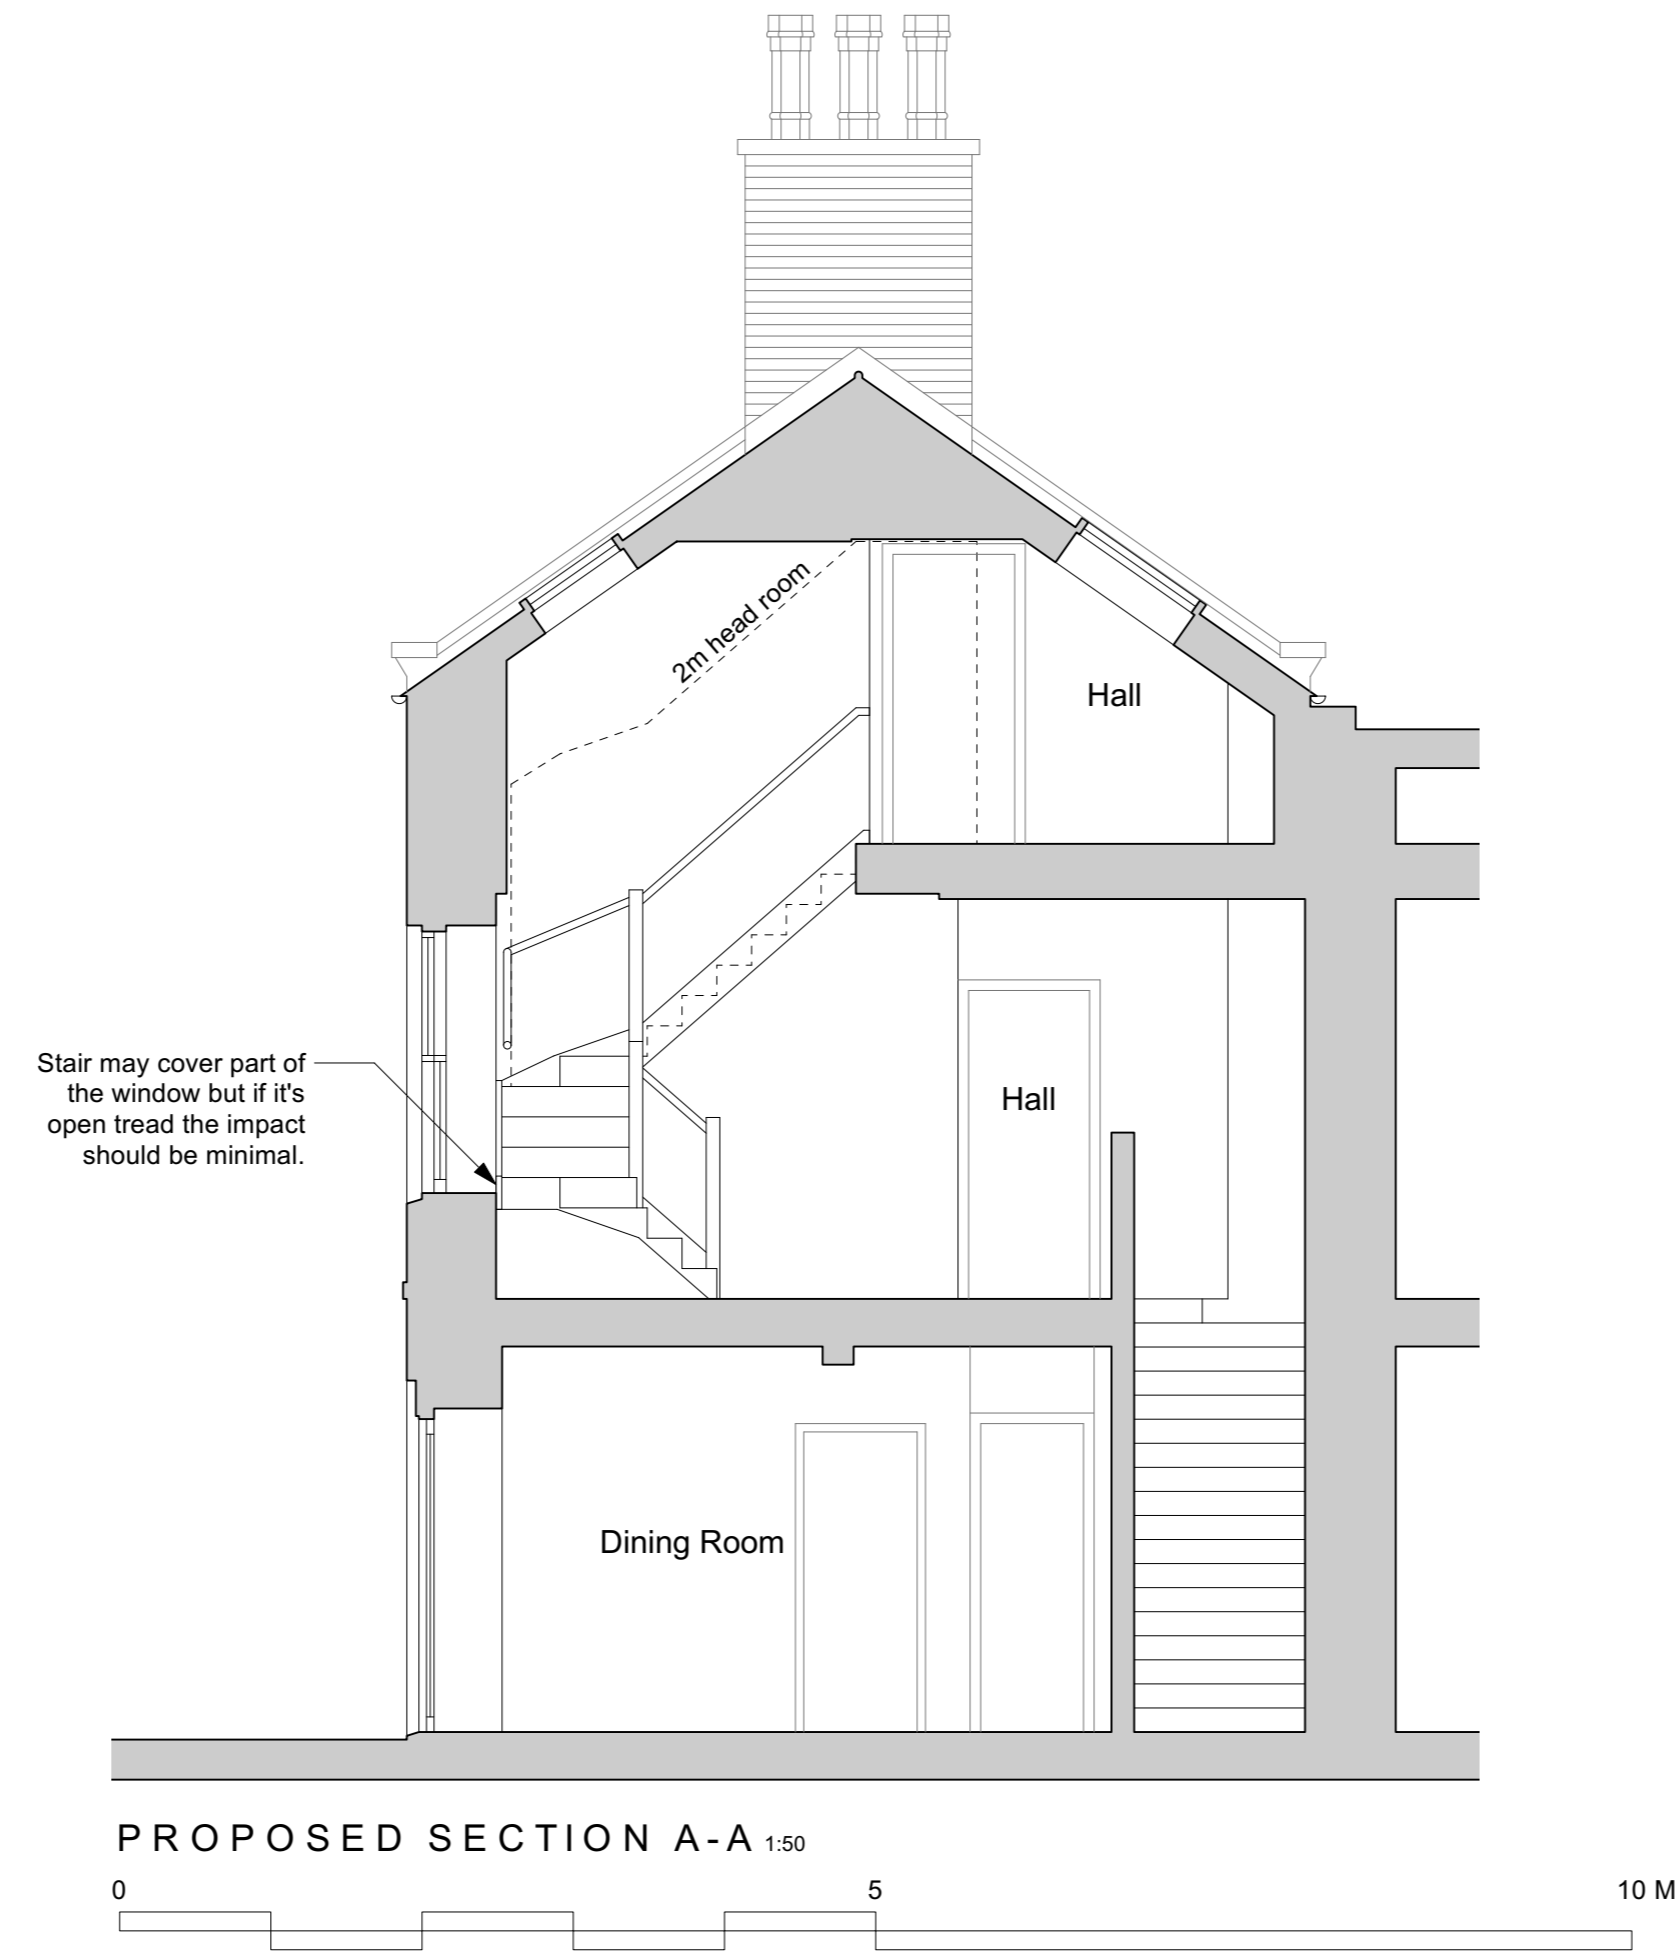 2m head room
Hall
Stair may cover part of
the window but if it's
open tread the impact
should be minimal.
Hall
Dining Room
PROPOSED SECTION A-A 1:50
0 5 10 M